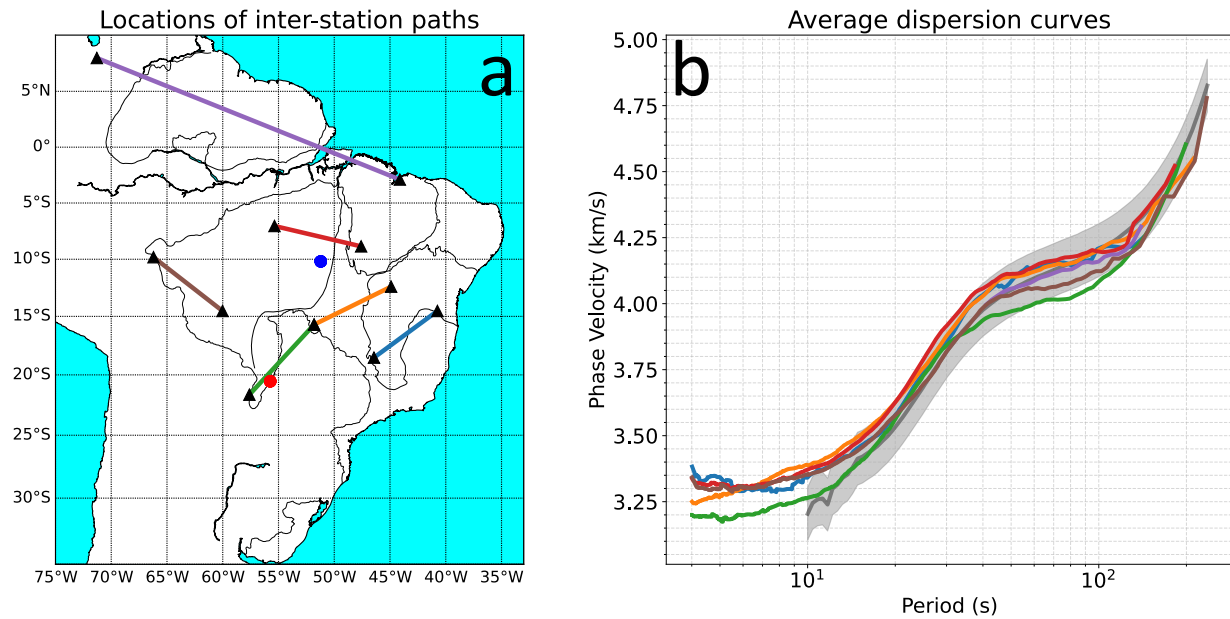 Locations of inter-station paths
a
5°N
0°
5°S
10°S
15°S
20°S
25°S
30°S
75°W 70°W 65°W 60°W 55°W 50°W 45°W 40°W 35°W
Average dispersion curves
b
5.00
4.75
4.50
4.25
4.00
3.75
3.50
3.25
Phase Velocity (km/s)
10¹ 10²
Period (s)